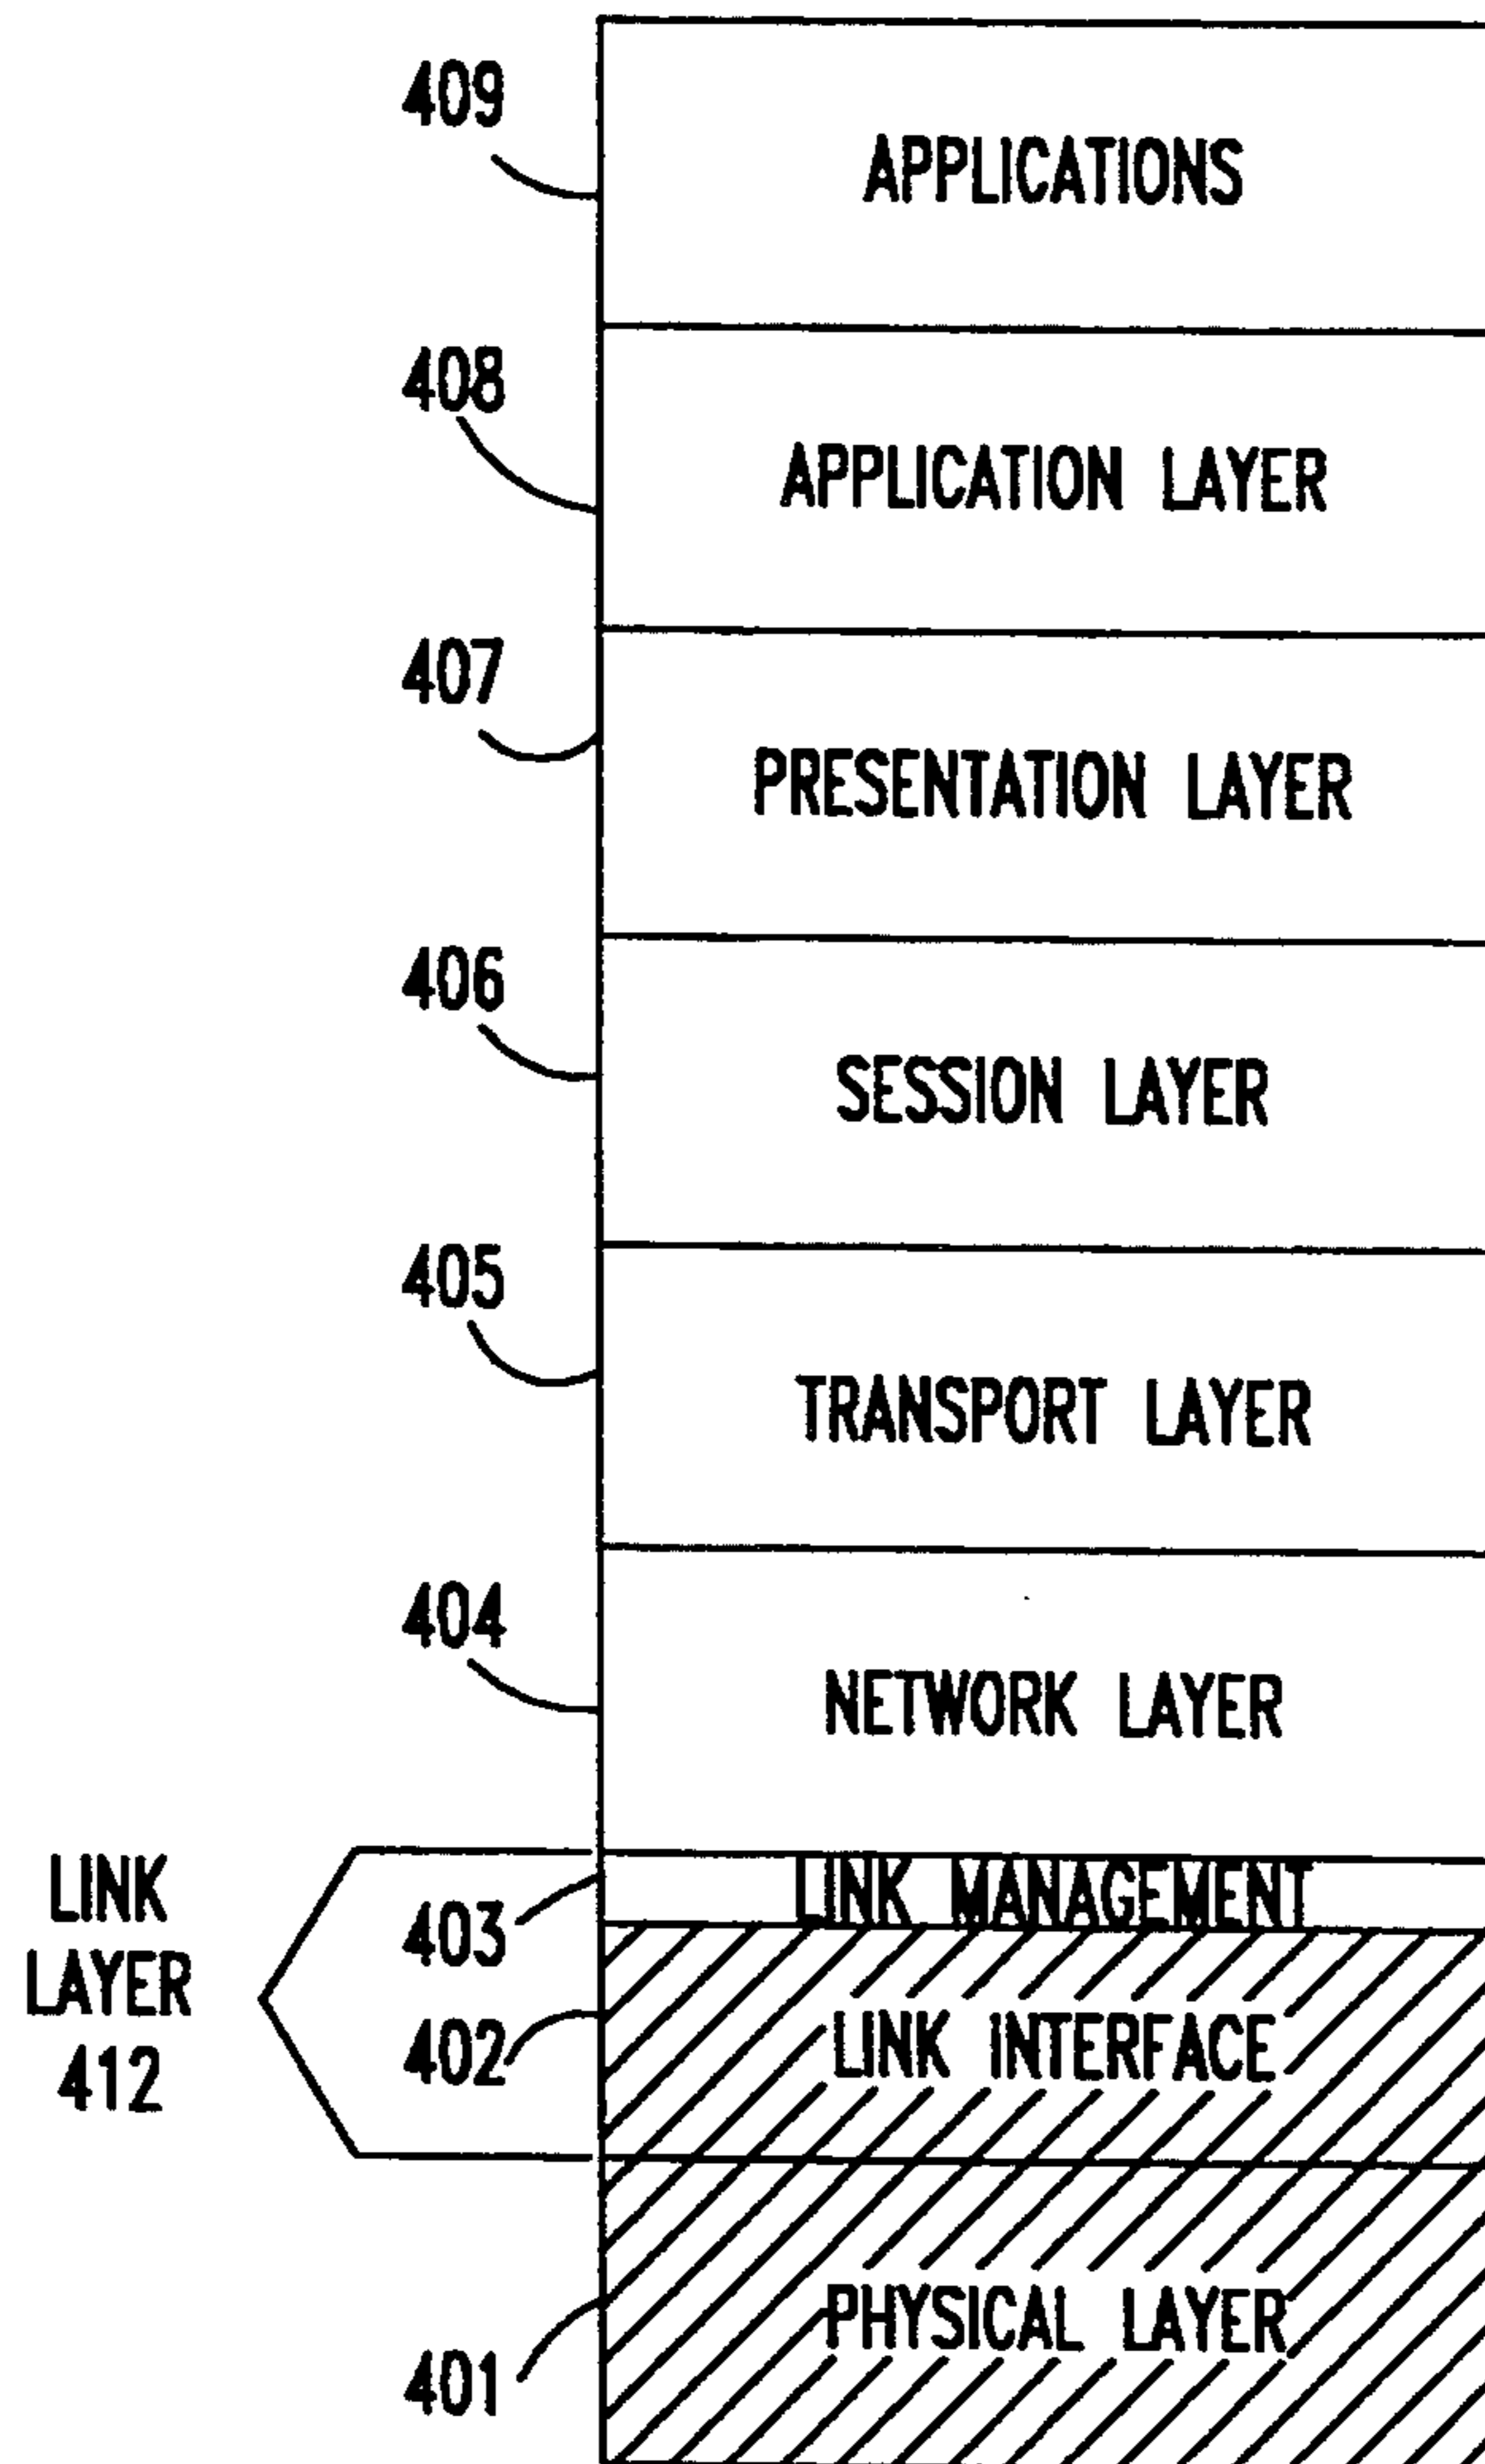 409
APPLICATIONS
408
APPLICATION LAYER
407
PRESENTATION LAYER
406
SESSION LAYER
405
TRANSPORT LAYER
404
NETWORK LAYER
LINK
LAYER
412
403
LINK MANAGEMENT
402
LINK INTERFACE
401
PHYSICAL LAYER